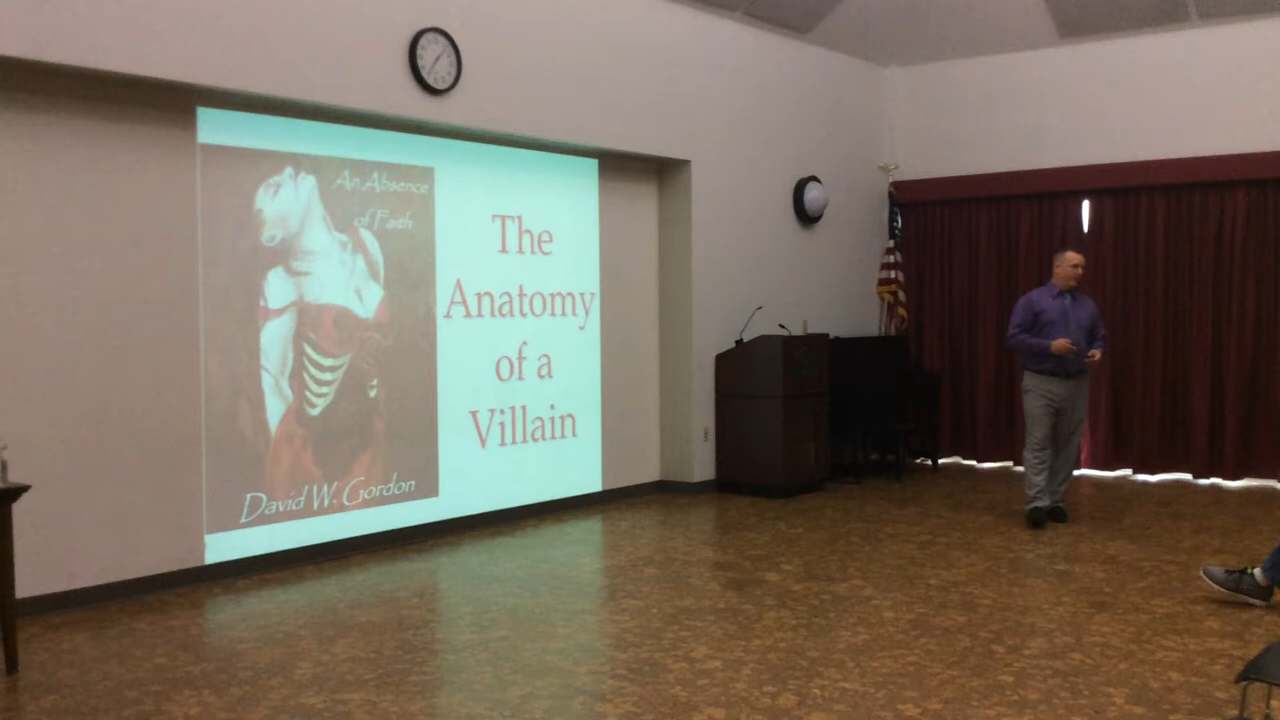 An Absence
of Faith
David W. Gordon
The
Anatomy
of a
Villain